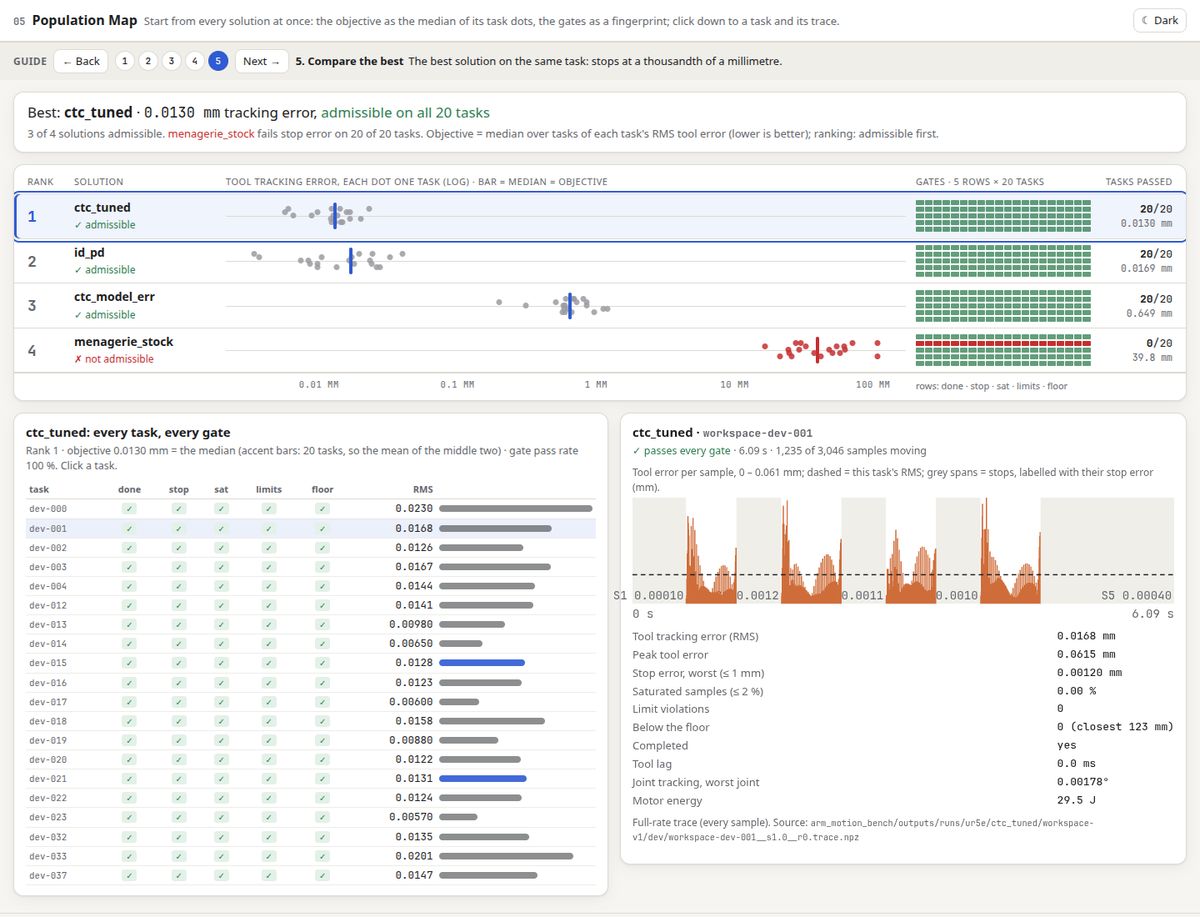 05 Population Map Start from every solution at once: the objective as the median of its task dots, the gates as a fingerprint; click down to a task and its trace. ☾ Dark
GUIDE ← Back 1 2 3 4 5 Next → 5. Compare the best The best solution on the same task: stops at a thousandth of a millimetre.
Best: ctc_tuned · 0.0130 mm tracking error, admissible on all 20 tasks
3 of 4 solutions admissible. menagerie_stock fails stop error on 20 of 20 tasks. Objective = median over tasks of each task's RMS tool error (lower is better); ranking: admissible first.
RANK SOLUTION TOOL TRACKING ERROR, EACH DOT ONE TASK (LOG) · BAR = MEDIAN = OBJECTIVE GATES · 5 ROWS × 20 TASKS TASKS PASSED
1 ctc_tuned 20/20
✓ admissible 0.0130 mm
2 id_pd 20/20
✓ admissible 0.0169 mm
3 ctc_model_err 20/20
✓ admissible 0.649 mm
4 menagerie_stock 0/20
✗ not admissible 39.8 mm
0.01 MM 0.1 MM 1 MM 10 MM 100 MM rows: done · stop · sat · limits · floor
ctc_tuned: every task, every gate
Rank 1 · objective 0.0130 mm = the median (accent bars: 20 tasks, so the mean of the middle two) · gate pass rate
100 %. Click a task.
task done stop sat limits floor RMS
dev-000 ✓ ✓ ✓ ✓ ✓ 0.0230
dev-001 ✓ ✓ ✓ ✓ ✓ 0.0168
dev-002 ✓ ✓ ✓ ✓ ✓ 0.0126
dev-003 ✓ ✓ ✓ ✓ ✓ 0.0167
dev-004 ✓ ✓ ✓ ✓ ✓ 0.0144
dev-012 ✓ ✓ ✓ ✓ ✓ 0.0141
dev-013 ✓ ✓ ✓ ✓ ✓ 0.00980
dev-014 ✓ ✓ ✓ ✓ ✓ 0.00650
dev-015 ✓ ✓ ✓ ✓ ✓ 0.0128
dev-016 ✓ ✓ ✓ ✓ ✓ 0.0123
dev-017 ✓ ✓ ✓ ✓ ✓ 0.00600
dev-018 ✓ ✓ ✓ ✓ ✓ 0.0158
dev-019 ✓ ✓ ✓ ✓ ✓ 0.00880
dev-020 ✓ ✓ ✓ ✓ ✓ 0.0122
dev-021 ✓ ✓ ✓ ✓ ✓ 0.0131
dev-022 ✓ ✓ ✓ ✓ ✓ 0.0124
dev-023 ✓ ✓ ✓ ✓ ✓ 0.00570
dev-032 ✓ ✓ ✓ ✓ ✓ 0.0135
dev-033 ✓ ✓ ✓ ✓ ✓ 0.0201
dev-037 ✓ ✓ ✓ ✓ ✓ 0.0147
ctc_tuned · workspace-dev-001
✓ passes every gate · 6.09 s · 1,235 of 3,046 samples moving
Tool error per sample, 0 – 0.061 mm; dashed = this task's RMS; grey spans = stops, labelled with their stop error
(mm).
S1 0.00010 0.0012 0.0011 0.0010 S5 0.00040
0 s 6.09 s
Tool tracking error (RMS) 0.0168 mm
Peak tool error 0.0615 mm
Stop error, worst (≤ 1 mm) 0.00120 mm
Saturated samples (≤ 2 %) 0.00 %
Limit violations 0
Below the floor 0 (closest 123 mm)
Completed yes
Tool lag 0.0 ms
Joint tracking, worst joint 0.00178°
Motor energy 29.5 J
Full-rate trace (every sample). Source: arm_motion_bench/outputs/runs/ur5e/ctc_tuned/workspace-
v1/dev/workspace-dev-001__s1.0__r0.trace.npz